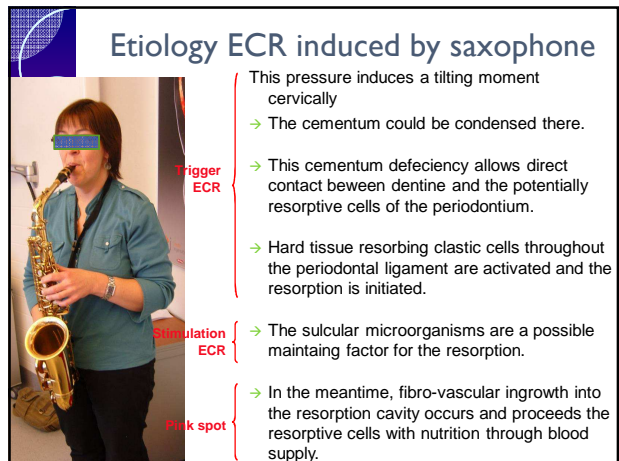 Etiology ECR induced by saxophone
This pressure induces a tilting moment
cervically
→ The cementum could be condensed there.
Trigger
ECR
→ This cementum defeciency allows direct
contact beween dentine and the potentially
resorptive cells of the periodontium.
→ Hard tissue resorbing clastic cells throughout
the periodontal ligament are activated and the
resorption is initiated.
Stimulation
ECR
→ The sulcular microorganisms are a possible
maintaing factor for the resorption.
Pink spot
→ In the meantime, fibro-vascular ingrowth into
the resorption cavity occurs and proceeds the
resorptive cells with nutrition through blood
supply.